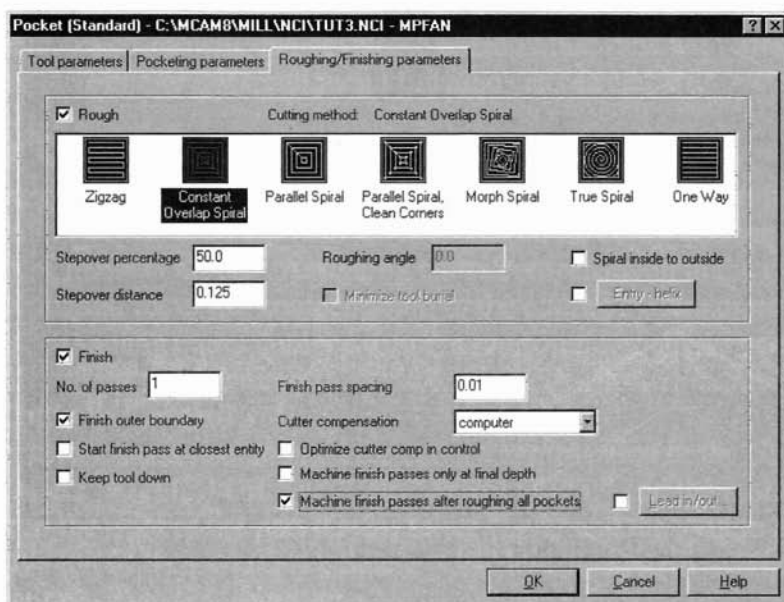 Pocket (Standard) - C:\MCAM8\MILL\NCI\TUT3.NCI - MPFAN
Tool parameters Pocketing parameters Roughing/Finishing parameters
Rough Cutting method: Constant Overlap Spiral
Zigzag Constant Overlap Spiral Parallel Spiral Parallel Spiral, Clean Corners Morph Spiral True Spiral One Way
Stepover percentage 50.0 Roughing angle 0.0 Spiral inside to outside
Stepover distance 0.125 Minimize tool burial Entry - helix
Finish
No. of passes 1 Finish pass spacing 0.01
Finish outer boundary Cutter compensation computer
Start finish pass at closest entity Optimize cutter comp in control
Keep tool down Machine finish passes only at final depth
Machine finish passes after roughing all pockets Lead in/out...
OK Cancel Help